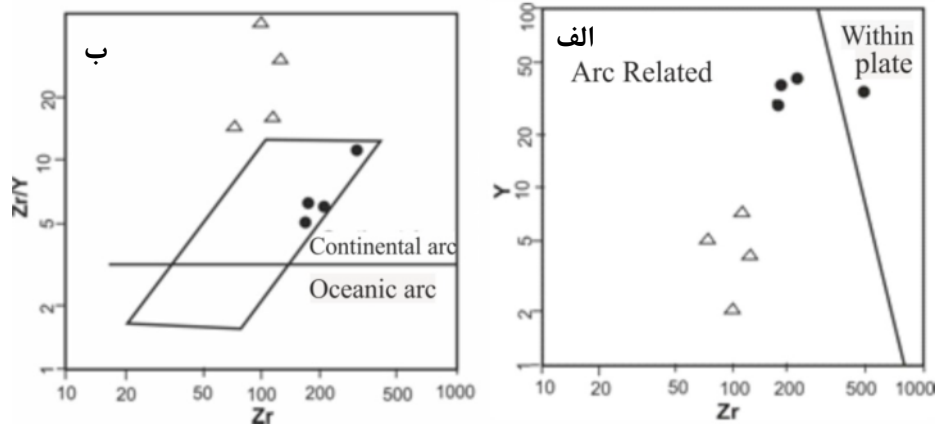 ب
20
10
5
2
1
Zr/Y
Continental arc
Oceanic arc
10 20 50 100 200 500 1000
Zr
الف
Arc Related
Within
plate
100
50
20
10
5
2
1
Y
10 20 50 100 200 500 1000
Zr